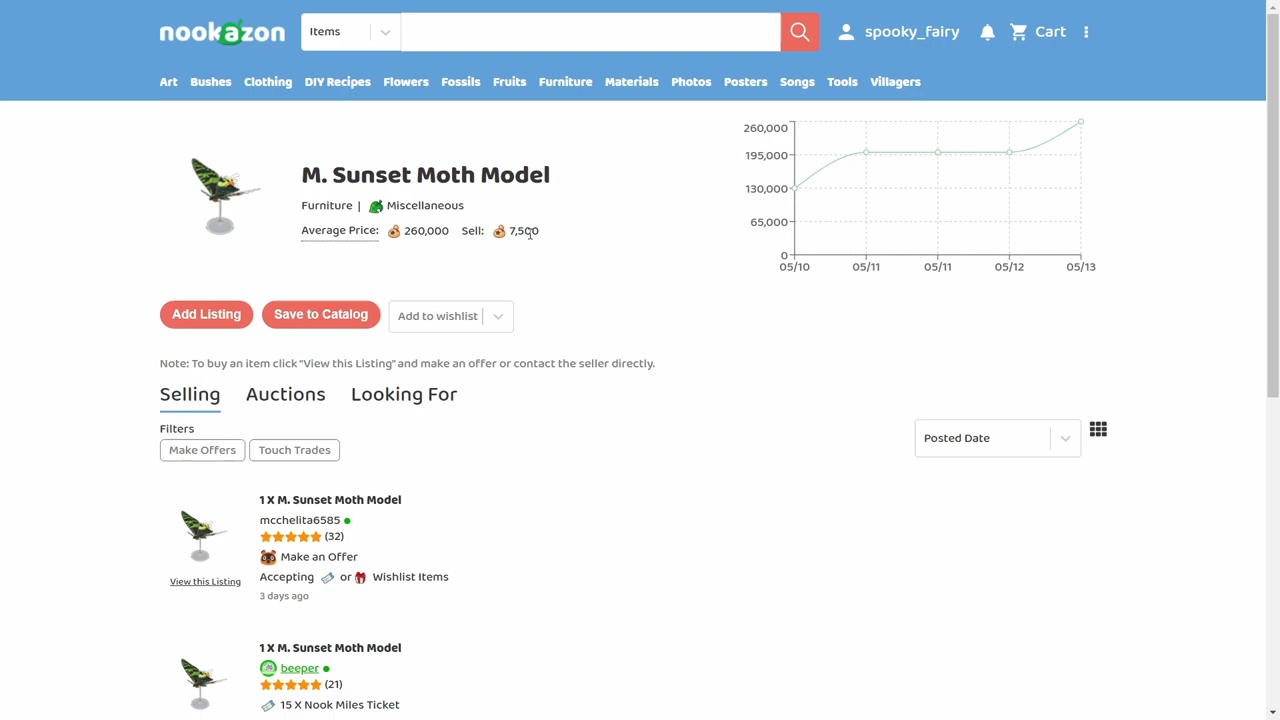 nookazon
Items
spooky_fairy
Cart
Art Bushes Clothing DIY Recipes Flowers Fossils Fruits Furniture Materials Photos Posters Songs Tools Villagers
M. Sunset Moth Model
Furniture | Miscellaneous
Average Price: 260,000 Sell: 7,500
260,000
195,000
130,000
65,000
0
05/10 05/11 05/11 05/12 05/13
Add Listing Save to Catalog Add to wishlist
Note: To buy an item click "View this Listing" and make an offer or contact the seller directly.
Selling Auctions Looking For
Filters
Make Offers Touch Trades
Posted Date
1 X M. Sunset Moth Model
mcchelita6585
(32)
Make an Offer
Accepting or Wishlist Items
View this Listing
3 days ago
1 X M. Sunset Moth Model
beeper
(21)
15 X Nook Miles Ticket